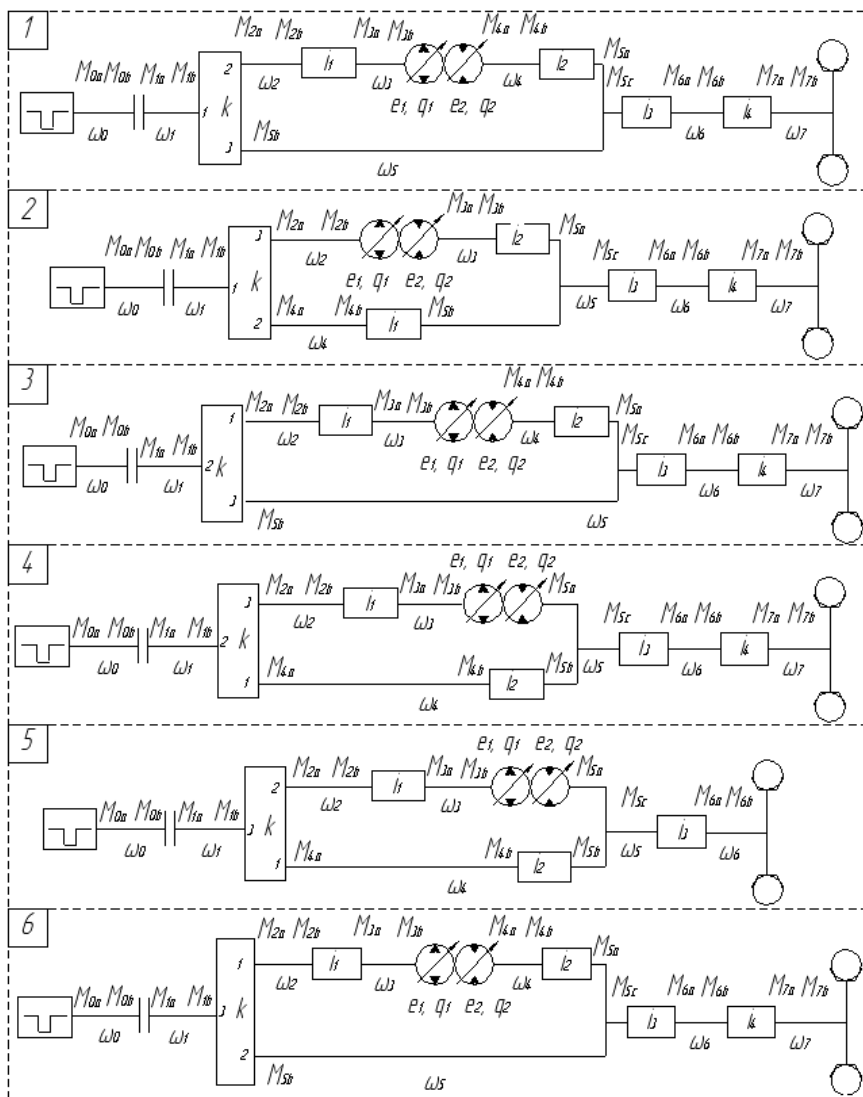 1
M2a M2b M3a M3b M4a M4b
M0a M0b M1a M1b 2 i1 i2 M5a
ω2 ω3 ω4 M5c M6a M6b M7a M7b
1 k e1, q1 e2, q2 i3 i4
ω0 ω1 M5b ω6 ω7
3
ω5
2
M2a M2b M3a M3b
M0a M0b M1a M1b 3 i2 M5a
ω2 ω3 M5c M6a M6b M7a M7b
1 k e1, q1 e2, q2 i3 i4
ω0 ω1 M4a M4b M5b ω5 ω6 ω7
2 i1
ω4
3
M2a M2b M3a M3b M4a M4b
M0a M0b 1 i1 i2 M5a
M1a M1b ω2 ω3 ω4 M5c M6a M6b M7a M7b
2 k e1, q1 e2, q2 i3 i4
ω0 ω1 3 ω6 ω7
M5b ω5
4
e1, q1 e2, q2
M2a M2b M3a M3b M5a
3 i1 M5c M6a M6b M7a M7b
M0a M0b M1a M1b ω2 ω3
2 k ω5 i3 i4
ω0 ω1 M4a M4b M5b ω6 ω7
1 i2
ω4
5
e1, q1 e2, q2
M2a M2b M3a M3b M5a
2 i1 M5c M6a M6b
M0a M0b M1a M1b ω2 ω3
3 k i3
ω0 ω1 M4a M4b M5b ω5 ω6
1 i2
ω4
6
M2a M2b M3a M3b M4a M4b
1 i1 i2 M5a
M0a M0b M1a M1b ω2 ω3 ω4 M5c M6a M6b M7a M7b
3 k e1, q1 e2, q2 i3 i4
ω0 ω1 2 ω6 ω7
M5b ω5